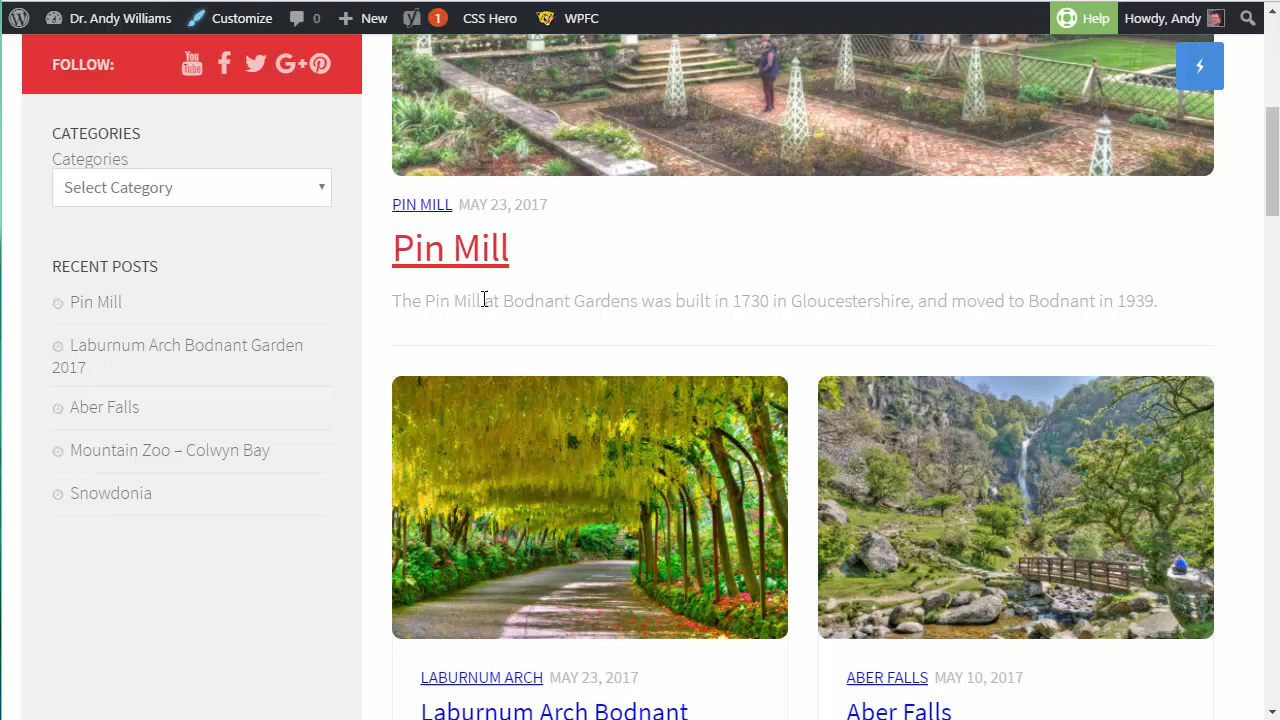 Dr. Andy Williams Customize 0 New 1 CSS Hero WPFC Help Howdy, Andy
FOLLOW: You Tube G+
CATEGORIES
Categories
Select Category
RECENT POSTS
Pin Mill
Laburnum Arch Bodnant Garden
2017
Aber Falls
Mountain Zoo – Colwyn Bay
Snowdonia
PIN MILL MAY 23, 2017
Pin Mill
The Pin Mill at Bodnant Gardens was built in 1730 in Gloucestershire, and moved to Bodnant in 1939.
LABURNUM ARCH MAY 23, 2017
Laburnum Arch Bodnant
ABER FALLS MAY 10, 2017
Aber Falls